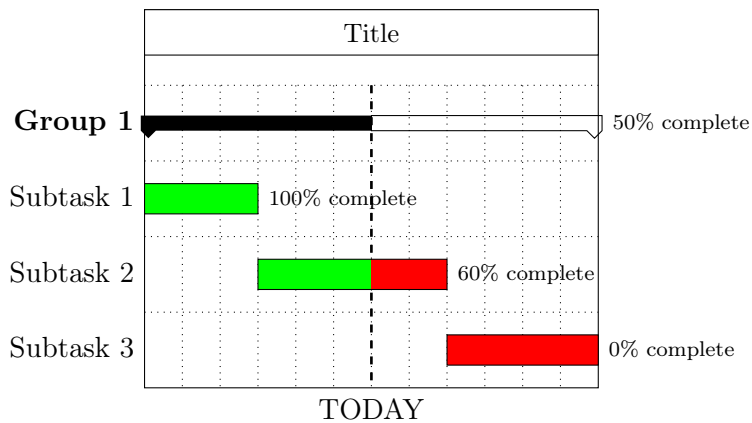 Title
Group 1 50% complete
Subtask 1 100% complete
Subtask 2 60% complete
Subtask 3 0% complete
TODAY